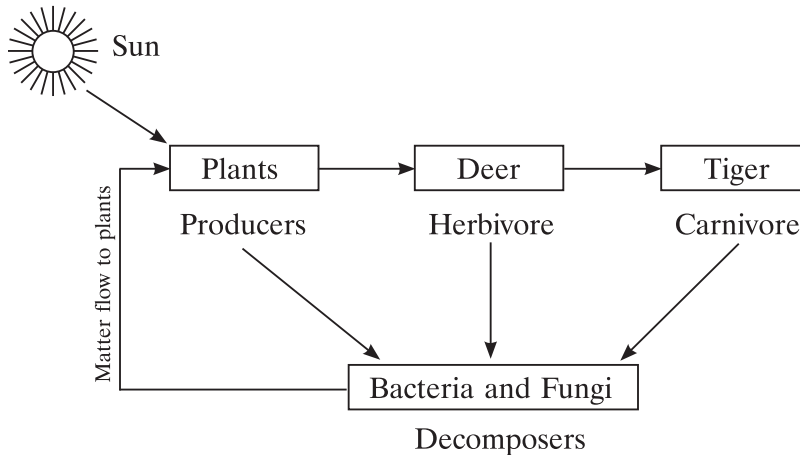 Sun
Plants
Deer
Tiger
Producers
Herbivore
Carnivore
Matter flow to plants
Bacteria and Fungi
Decomposers